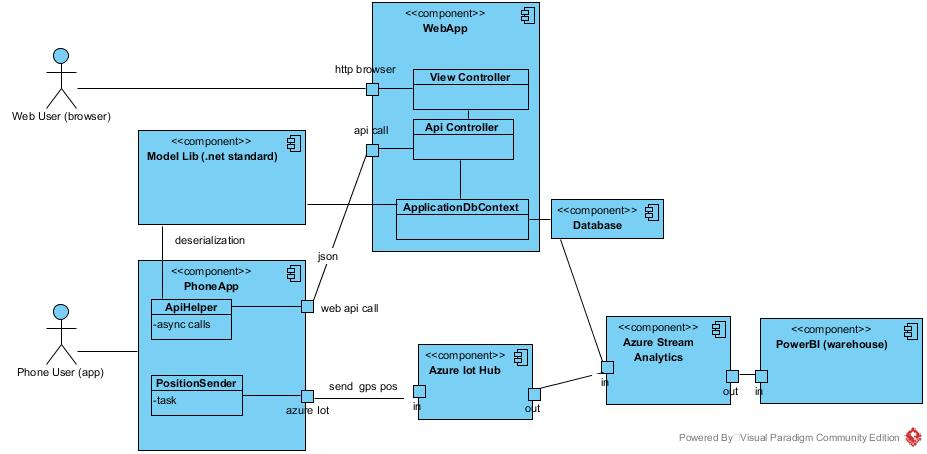 <<component>>
WebApp
http browser
View Controller
Web User (browser)
api call
Api Controller
<<component>>
Model Lib (.net standard)
ApplicationDbContext
<<component>>
Database
deserialization
json
<<component>>
PhoneApp
ApiHelper
-async calls
web api call
Phone User (app)
<<component>>
Azure Stream
Analytics
<<component>>
PowerBI (warehouse)
<<component>>
Azure Iot Hub
PositionSender
-task
send gps pos
azure Iot
in
out
in
out
in
Powered By Visual Paradigm Community Edition